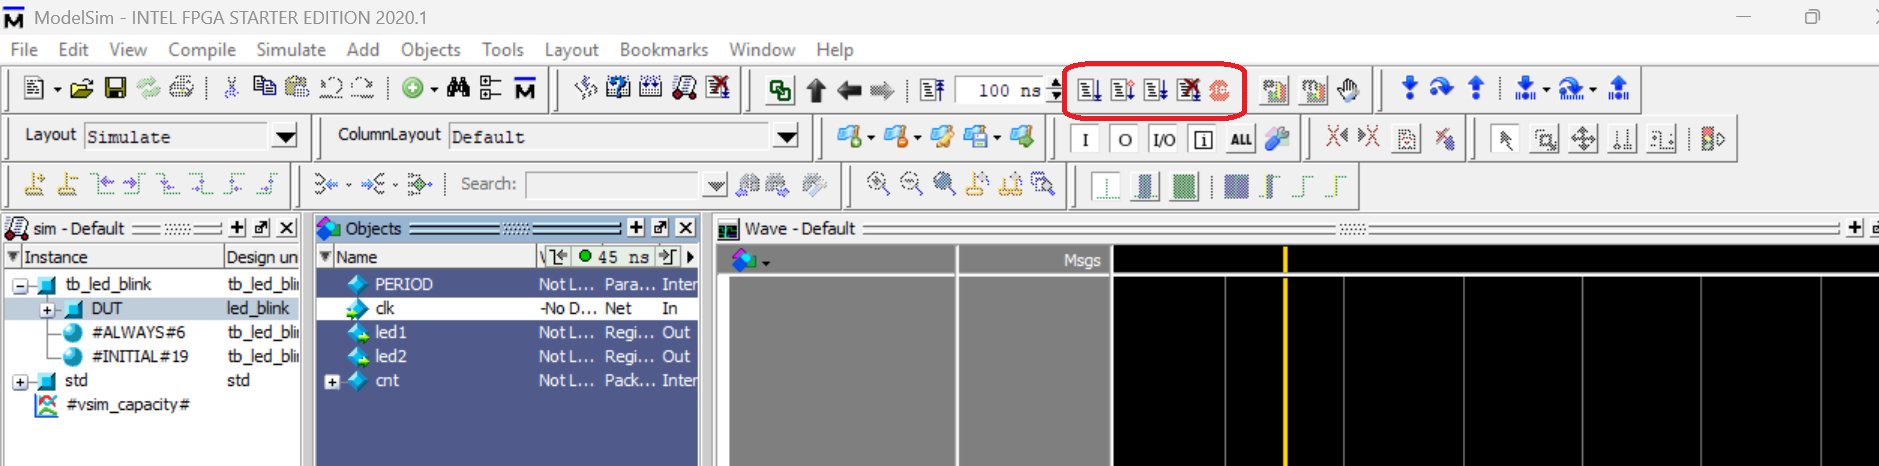 ModelSim - INTEL FPGA STARTER EDITION 2020.1
File Edit View Compile Simulate Add Objects Tools Layout Bookmarks Window Help
100 ns
Layout Simulate ColumnLayout Default I O I/O i ALL
Search:
sim - Default Objects Wave - Default
Instance Design un Name 45 ns Msgs
tb_led_blink tb_led_bli PERIOD Not L... Para... Inter
DUT led_blink clk -No D... Net In
#ALWAYS#6 tb_led_bli led1 Not L... Regi... Out
#INITIAL#19 tb_led_bli led2 Not L... Regi... Out
std std cnt Not L... Pack... Inter
#vsim_capacity#